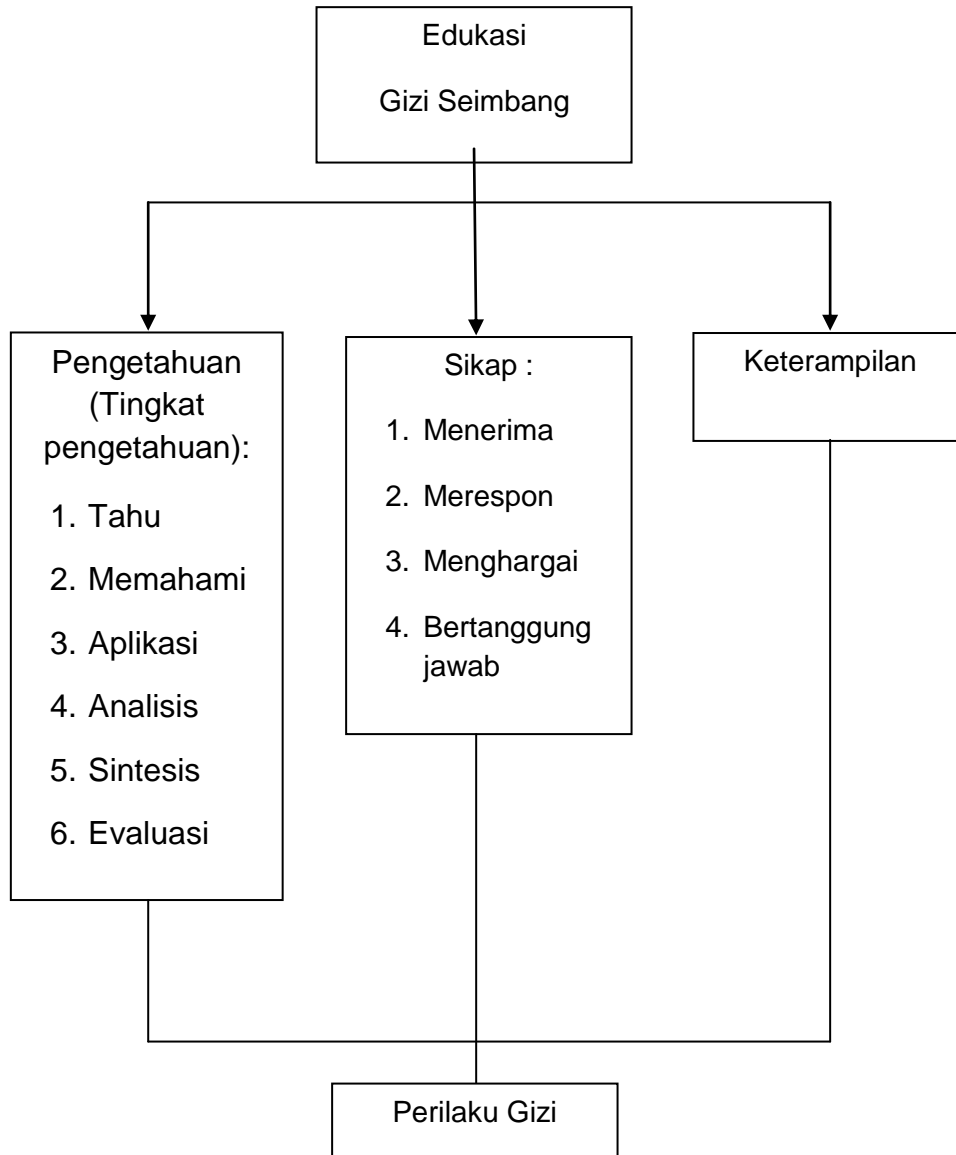 Edukasi
Gizi Seimbang
Pengetahuan
(Tingkat
pengetahuan):
1. Tahu
2. Memahami
3. Aplikasi
4. Analisis
5. Sintesis
6. Evaluasi
Sikap :
1. Menerima
2. Merespon
3. Menghargai
4. Bertanggung
jawab
Keterampilan
Perilaku Gizi